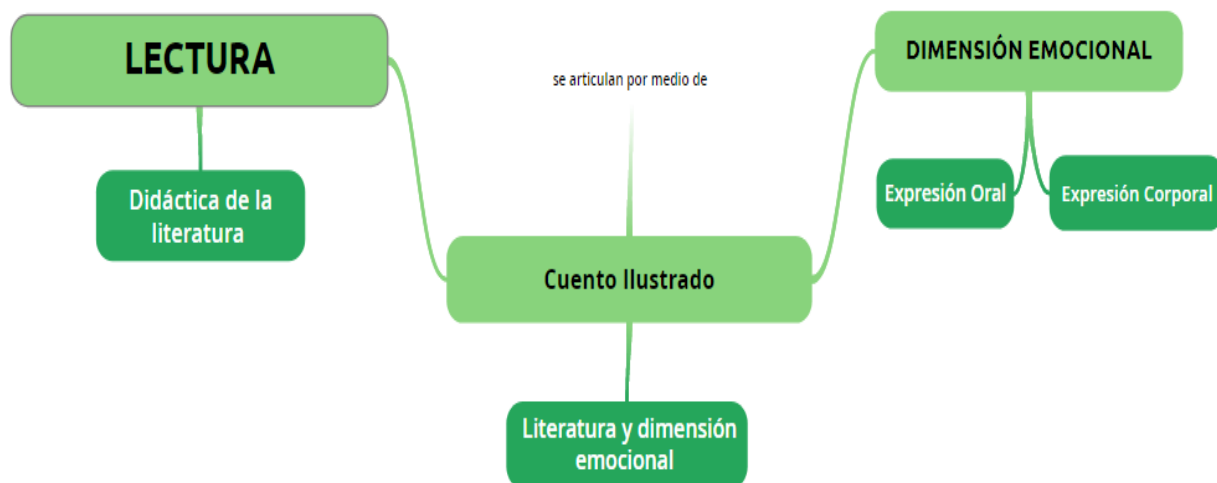 LECTURA
se articulan por medio de
DIMENSIÓN EMOCIONAL
Didáctica de la
literatura
Expresión Oral
Expresión Corporal
Cuento Ilustrado
Literatura y dimensión
emocional